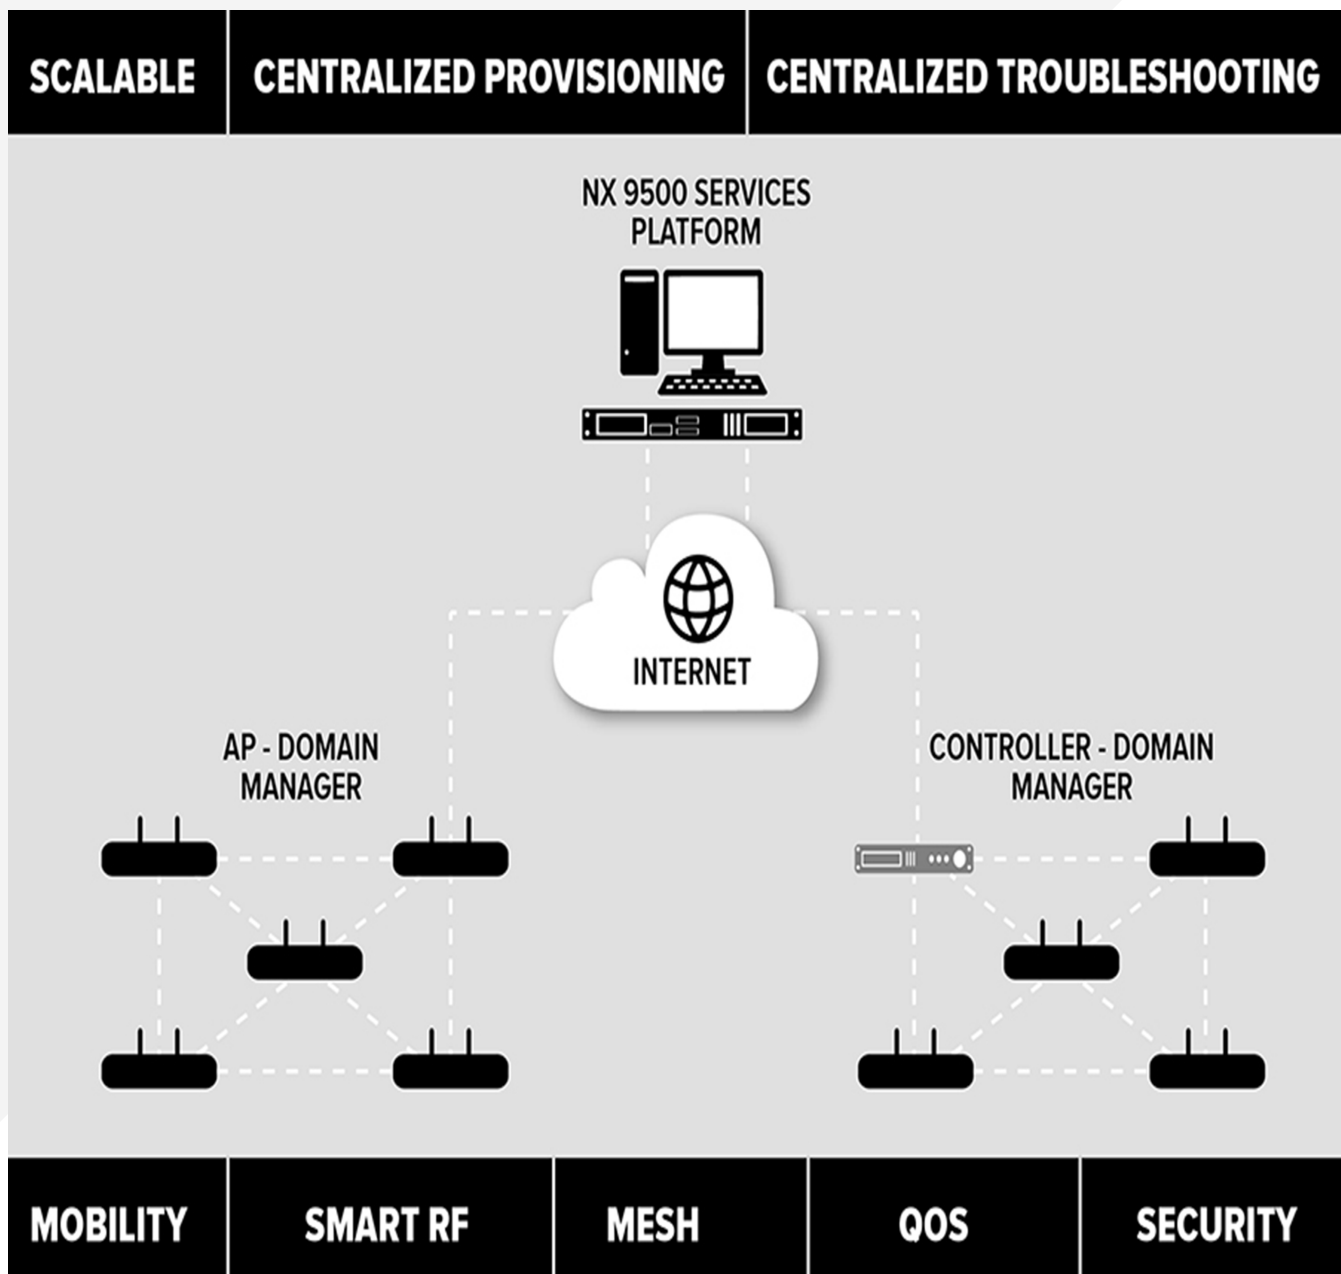 SCALABLE
CENTRALIZED PROVISIONING
CENTRALIZED TROUBLESHOOTING
NX 9500 SERVICES
PLATFORM
INTERNET
AP - DOMAIN
MANAGER
CONTROLLER - DOMAIN
MANAGER
MOBILITY
SMART RF
MESH
QOS
SECURITY